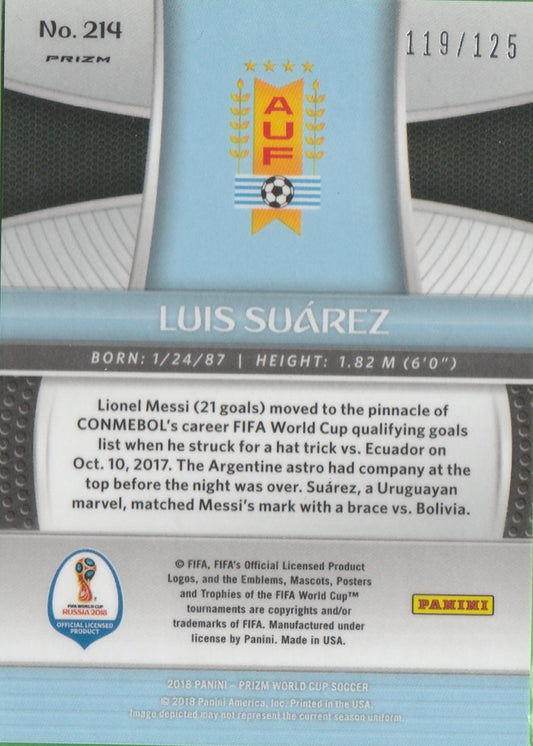 No. 214
PRIZM
119/125
AUF
LUIS SUÁREZ
BORN: 1/24/87 | HEIGHT: 1.82 M (6'0")
Lionel Messi (21 goals) moved to the pinnacle of
CONMEBOL's career FIFA World Cup qualifying goals
list when he struck for a hat trick vs. Ecuador on
Oct. 10, 2017. The Argentine astro had company at the
top before the night was over. Suárez, a Uruguayan
marvel, matched Messi's mark with a brace vs. Bolivia.
FIFA WORLD CUP
RUSSIA 2018
OFFICIAL LICENSED
PRODUCT
© FIFA, FIFA's Official Licensed Product
Logos, and the Emblems, Mascots, Posters
and Trophies of the FIFA World Cup™
tournaments are copyrights and/or
trademarks of FIFA. Manufactured under
license by Panini. Made in USA.
PANINI
2018 PANINI – PRIZM WORLD CUP SOCCER
© 2018 Panini America, Inc. Printed in the USA.
Image depicted may not represent the current season uniform.